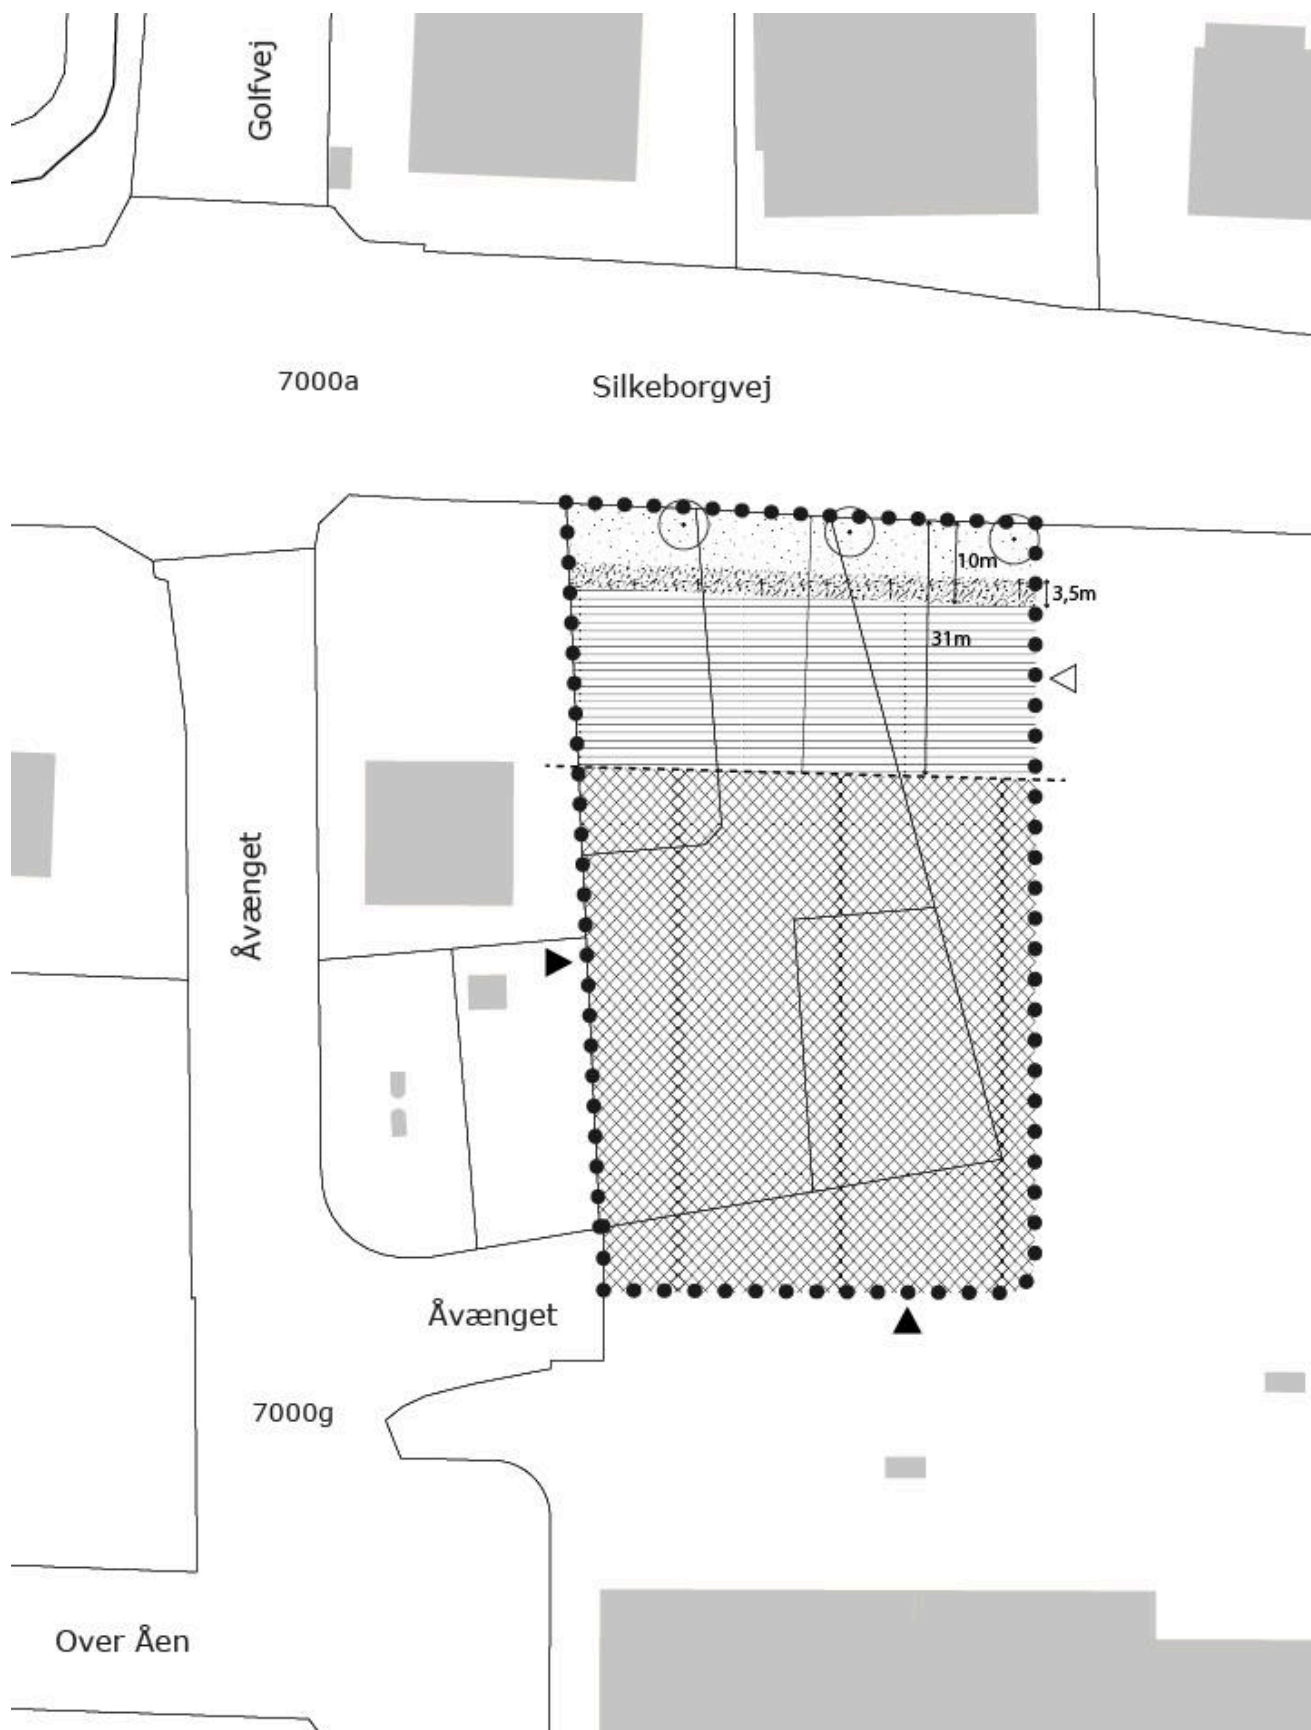 Golfvej
7000a
Silkeborgvej
10m
3,5m
31m
Åvænget
Åvænget
7000g
Over Åen